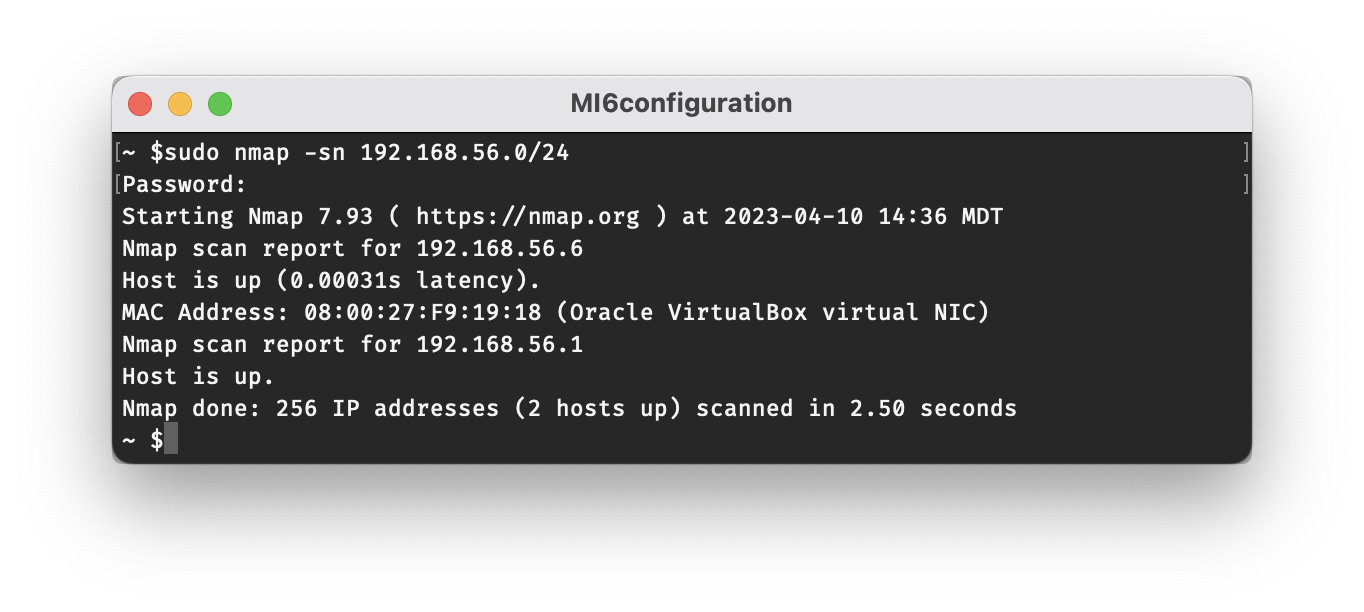 MI6configuration
[~ $sudo nmap -sn 192.168.56.0/24 ]
[Password: ]
Starting Nmap 7.93 ( https://nmap.org ) at 2023-04-10 14:36 MDT
Nmap scan report for 192.168.56.6
Host is up (0.00031s latency).
MAC Address: 08:00:27:F9:19:18 (Oracle VirtualBox virtual NIC)
Nmap scan report for 192.168.56.1
Host is up.
Nmap done: 256 IP addresses (2 hosts up) scanned in 2.50 seconds
~ $